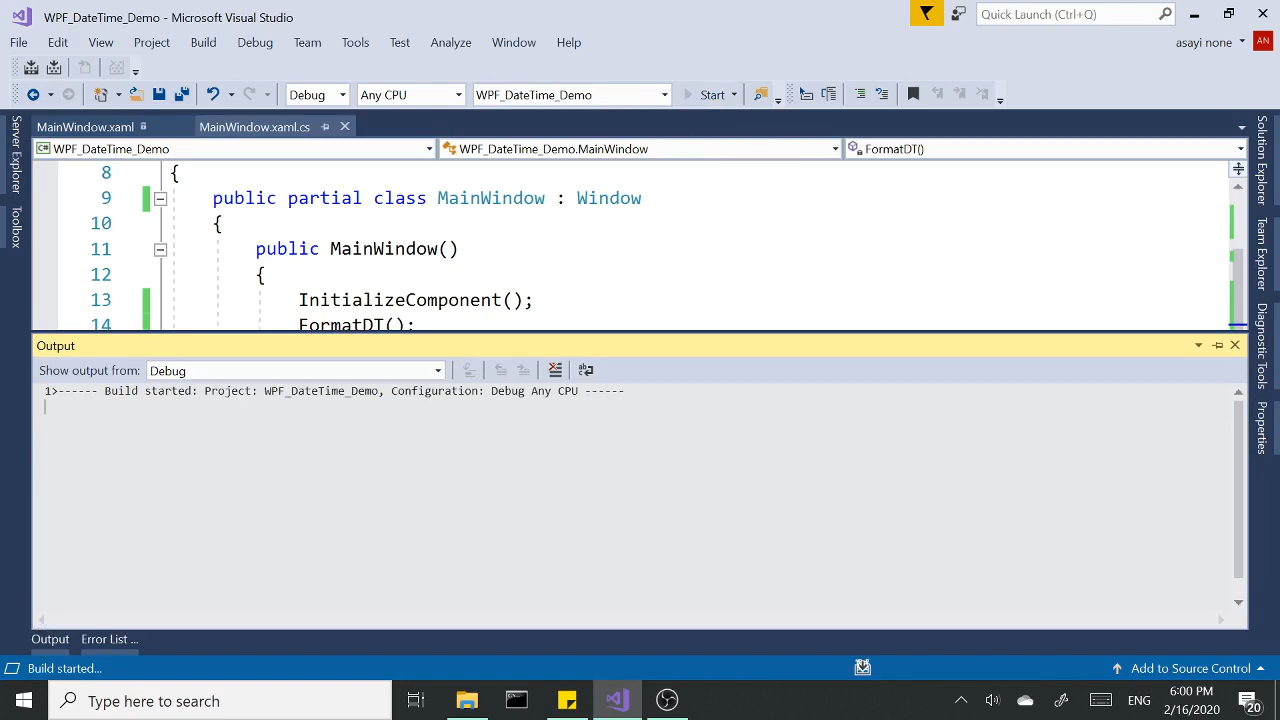 WPF_DateTime_Demo - Microsoft Visual Studio
Quick Launch (Ctrl+Q)
File Edit View Project Build Debug Team Tools Test Analyze Window Help
asayi none AN
Debug Any CPU WPF_DateTime_Demo Start
MainWindow.xaml MainWindow.xaml.cs
C# WPF_DateTime_Demo WPF_DateTime_Demo.MainWindow FormatDT()
Server Explorer
Toolbox
8 {
9 public partial class MainWindow : Window
10 {
11 public MainWindow()
12 {
13 InitializeComponent();
14 FormatDT();
Solution Explorer
Team Explorer
Diagnostic Tools
Properties
Output
Show output from: Debug
1>------ Build started: Project: WPF_DateTime_Demo, Configuration: Debug Any CPU ------
Output Error List ...
Build started... Add to Source Control
Type here to search
ENG
6:00 PM
2/16/2020
20